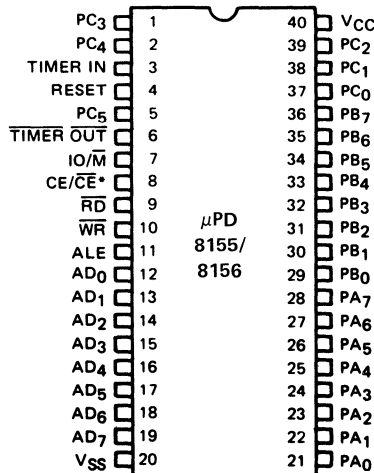 PC3 1 40 VCC
PC4 2 39 PC2
TIMER IN 3 38 PC1
RESET 4 37 PC0
PC5 5 36 PB7
TIMER OUT 6 35 PB6
IO/M 7 34 PB5
CE/CE* 8 33 PB4
RD 9 32 PB3
WR 10 31 PB2
ALE 11 30 PB1
AD0 12 29 PB0
AD1 13 28 PA7
AD2 14 27 PA6
AD3 15 26 PA5
AD4 16 25 PA4
AD5 17 24 PA3
AD6 18 23 PA2
AD7 19 22 PA1
VSS 20 21 PA0
μPD
8155/
8156